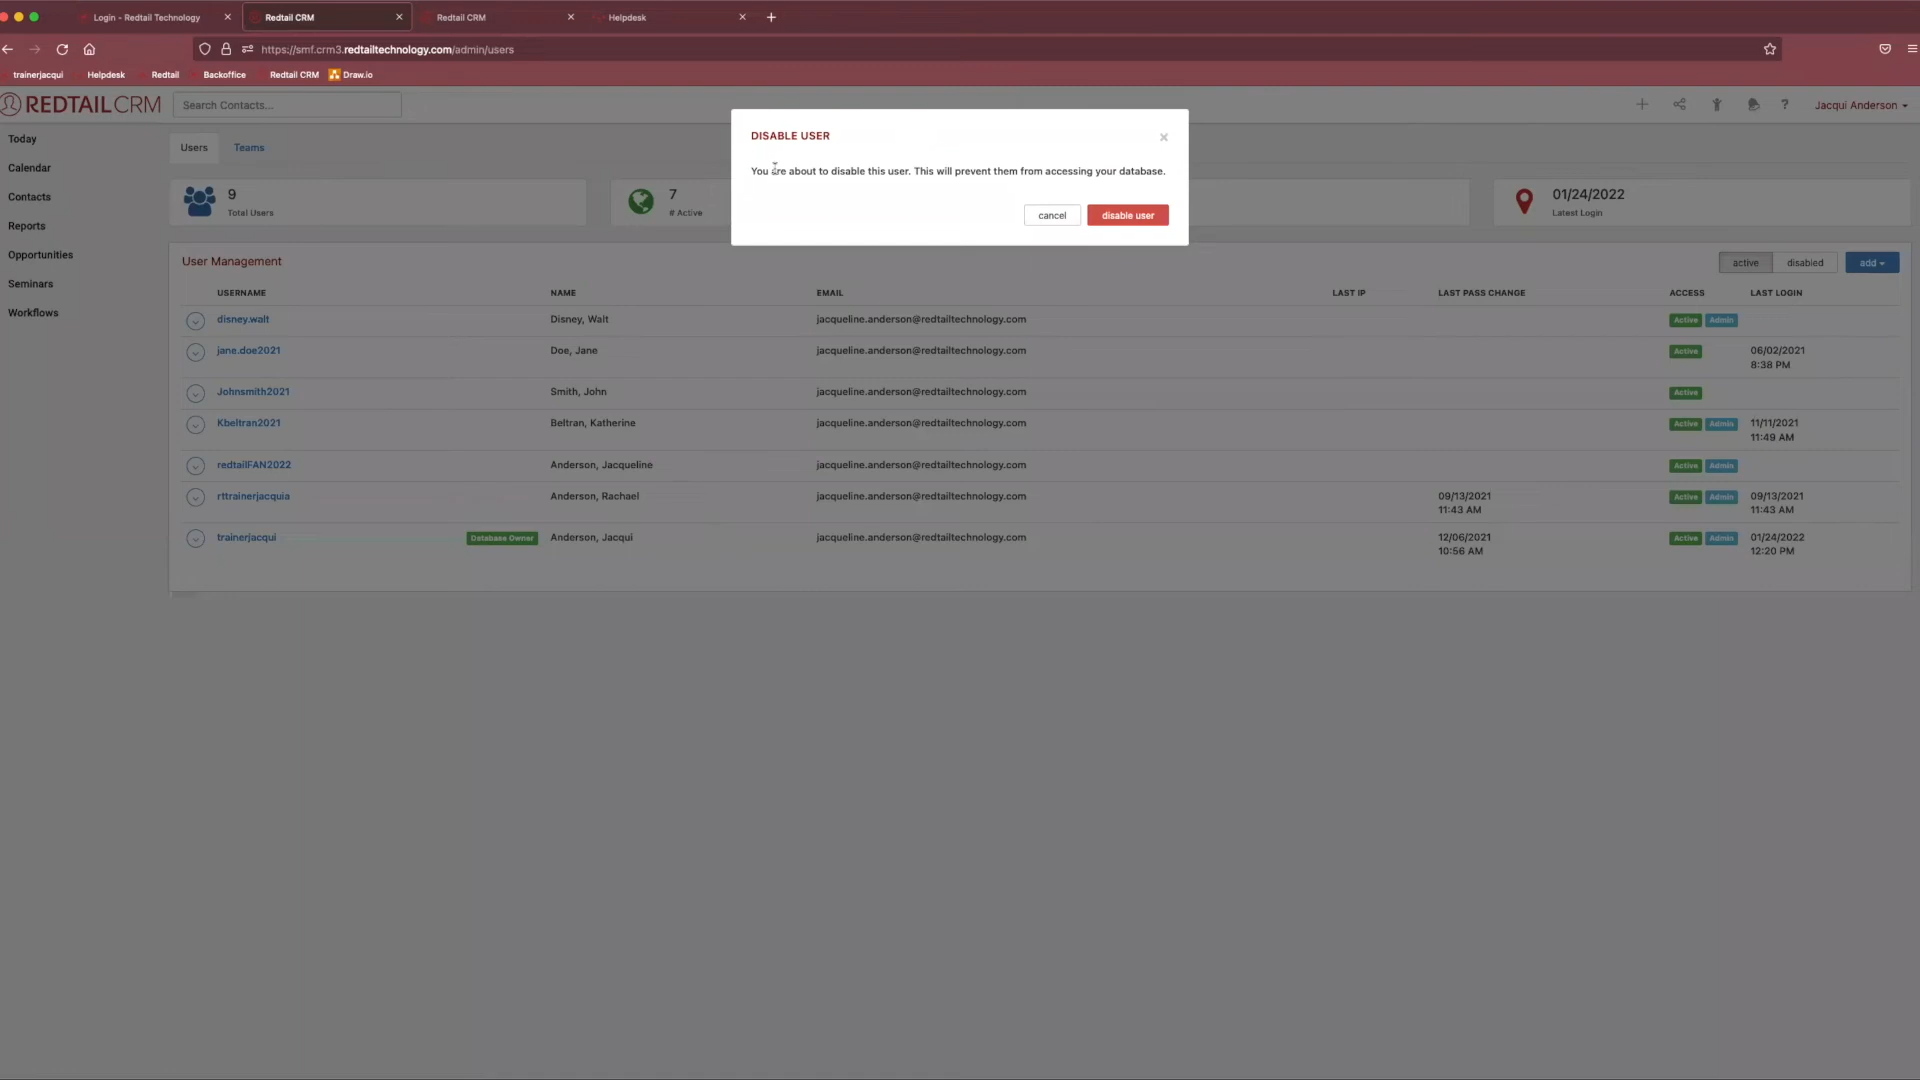 Login - Redtail Technology
Redtail CRM
Redtail CRM
Helpdesk
https://smf.crm3.redtailtechnology.com/admin/users
trainerjacqui
Helpdesk
Redtail
Backoffice
Redtail CRM
Draw.io
REDTAILCRM
Search Contacts...
?
Jacqui Anderson
Today
Calendar
Contacts
Reports
Opportunities
Seminars
Workflows
Users
Teams
9
Total Users
7
# Active
01/24/2022
Latest Login
DISABLE USER
You are about to disable this user. This will prevent them from accessing your database.
cancel
disable user
User Management
active
disabled
add
USERNAME NAME EMAIL LAST IP LAST PASS CHANGE ACCESS LAST LOGIN
disney.walt Disney, Walt jacqueline.anderson@redtailtechnology.com Active Admin
jane.doe2021 Doe, Jane jacqueline.anderson@redtailtechnology.com Active 06/02/2021
8:38 PM
Johnsmith2021 Smith, John jacqueline.anderson@redtailtechnology.com Active
Kbeltran2021 Beltran, Katherine jacqueline.anderson@redtailtechnology.com Active Admin 11/11/2021
11:49 AM
redtailFAN2022 Anderson, Jacqueline jacqueline.anderson@redtailtechnology.com Active Admin
rttrainerjacquia Anderson, Rachael jacqueline.anderson@redtailtechnology.com 09/13/2021 Active Admin 09/13/2021
11:43 AM 11:43 AM
trainerjacqui Database Owner Anderson, Jacqui jacqueline.anderson@redtailtechnology.com 12/06/2021 Active Admin 01/24/2022
10:56 AM 12:20 PM